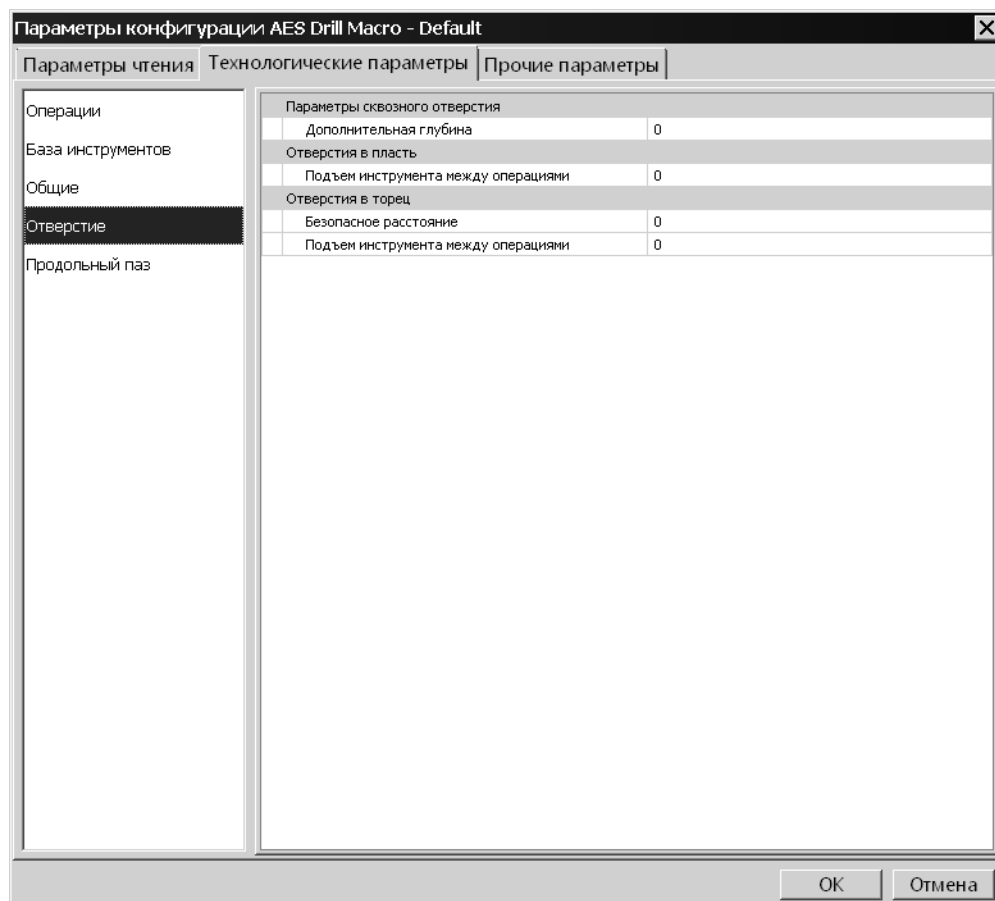 Параметры конфигурации AES Drill Macro - Default
Параметры чтения Технологические параметры Прочие параметры
Операции
База инструментов
Общие
Отверстие
Продольный паз
Параметры сквозного отверстия
Дополнительная глубина 0
Отверстия в пласть
Подъем инструмента между операциями 0
Отверстия в торец
Безопасное расстояние 0
Подъем инструмента между операциями 0
OK Отмена